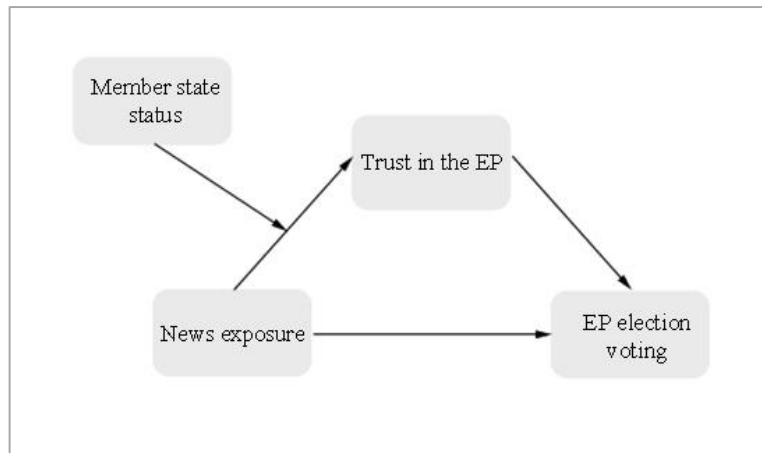 Member state
status
Trust in the EP
News exposure
EP election
voting